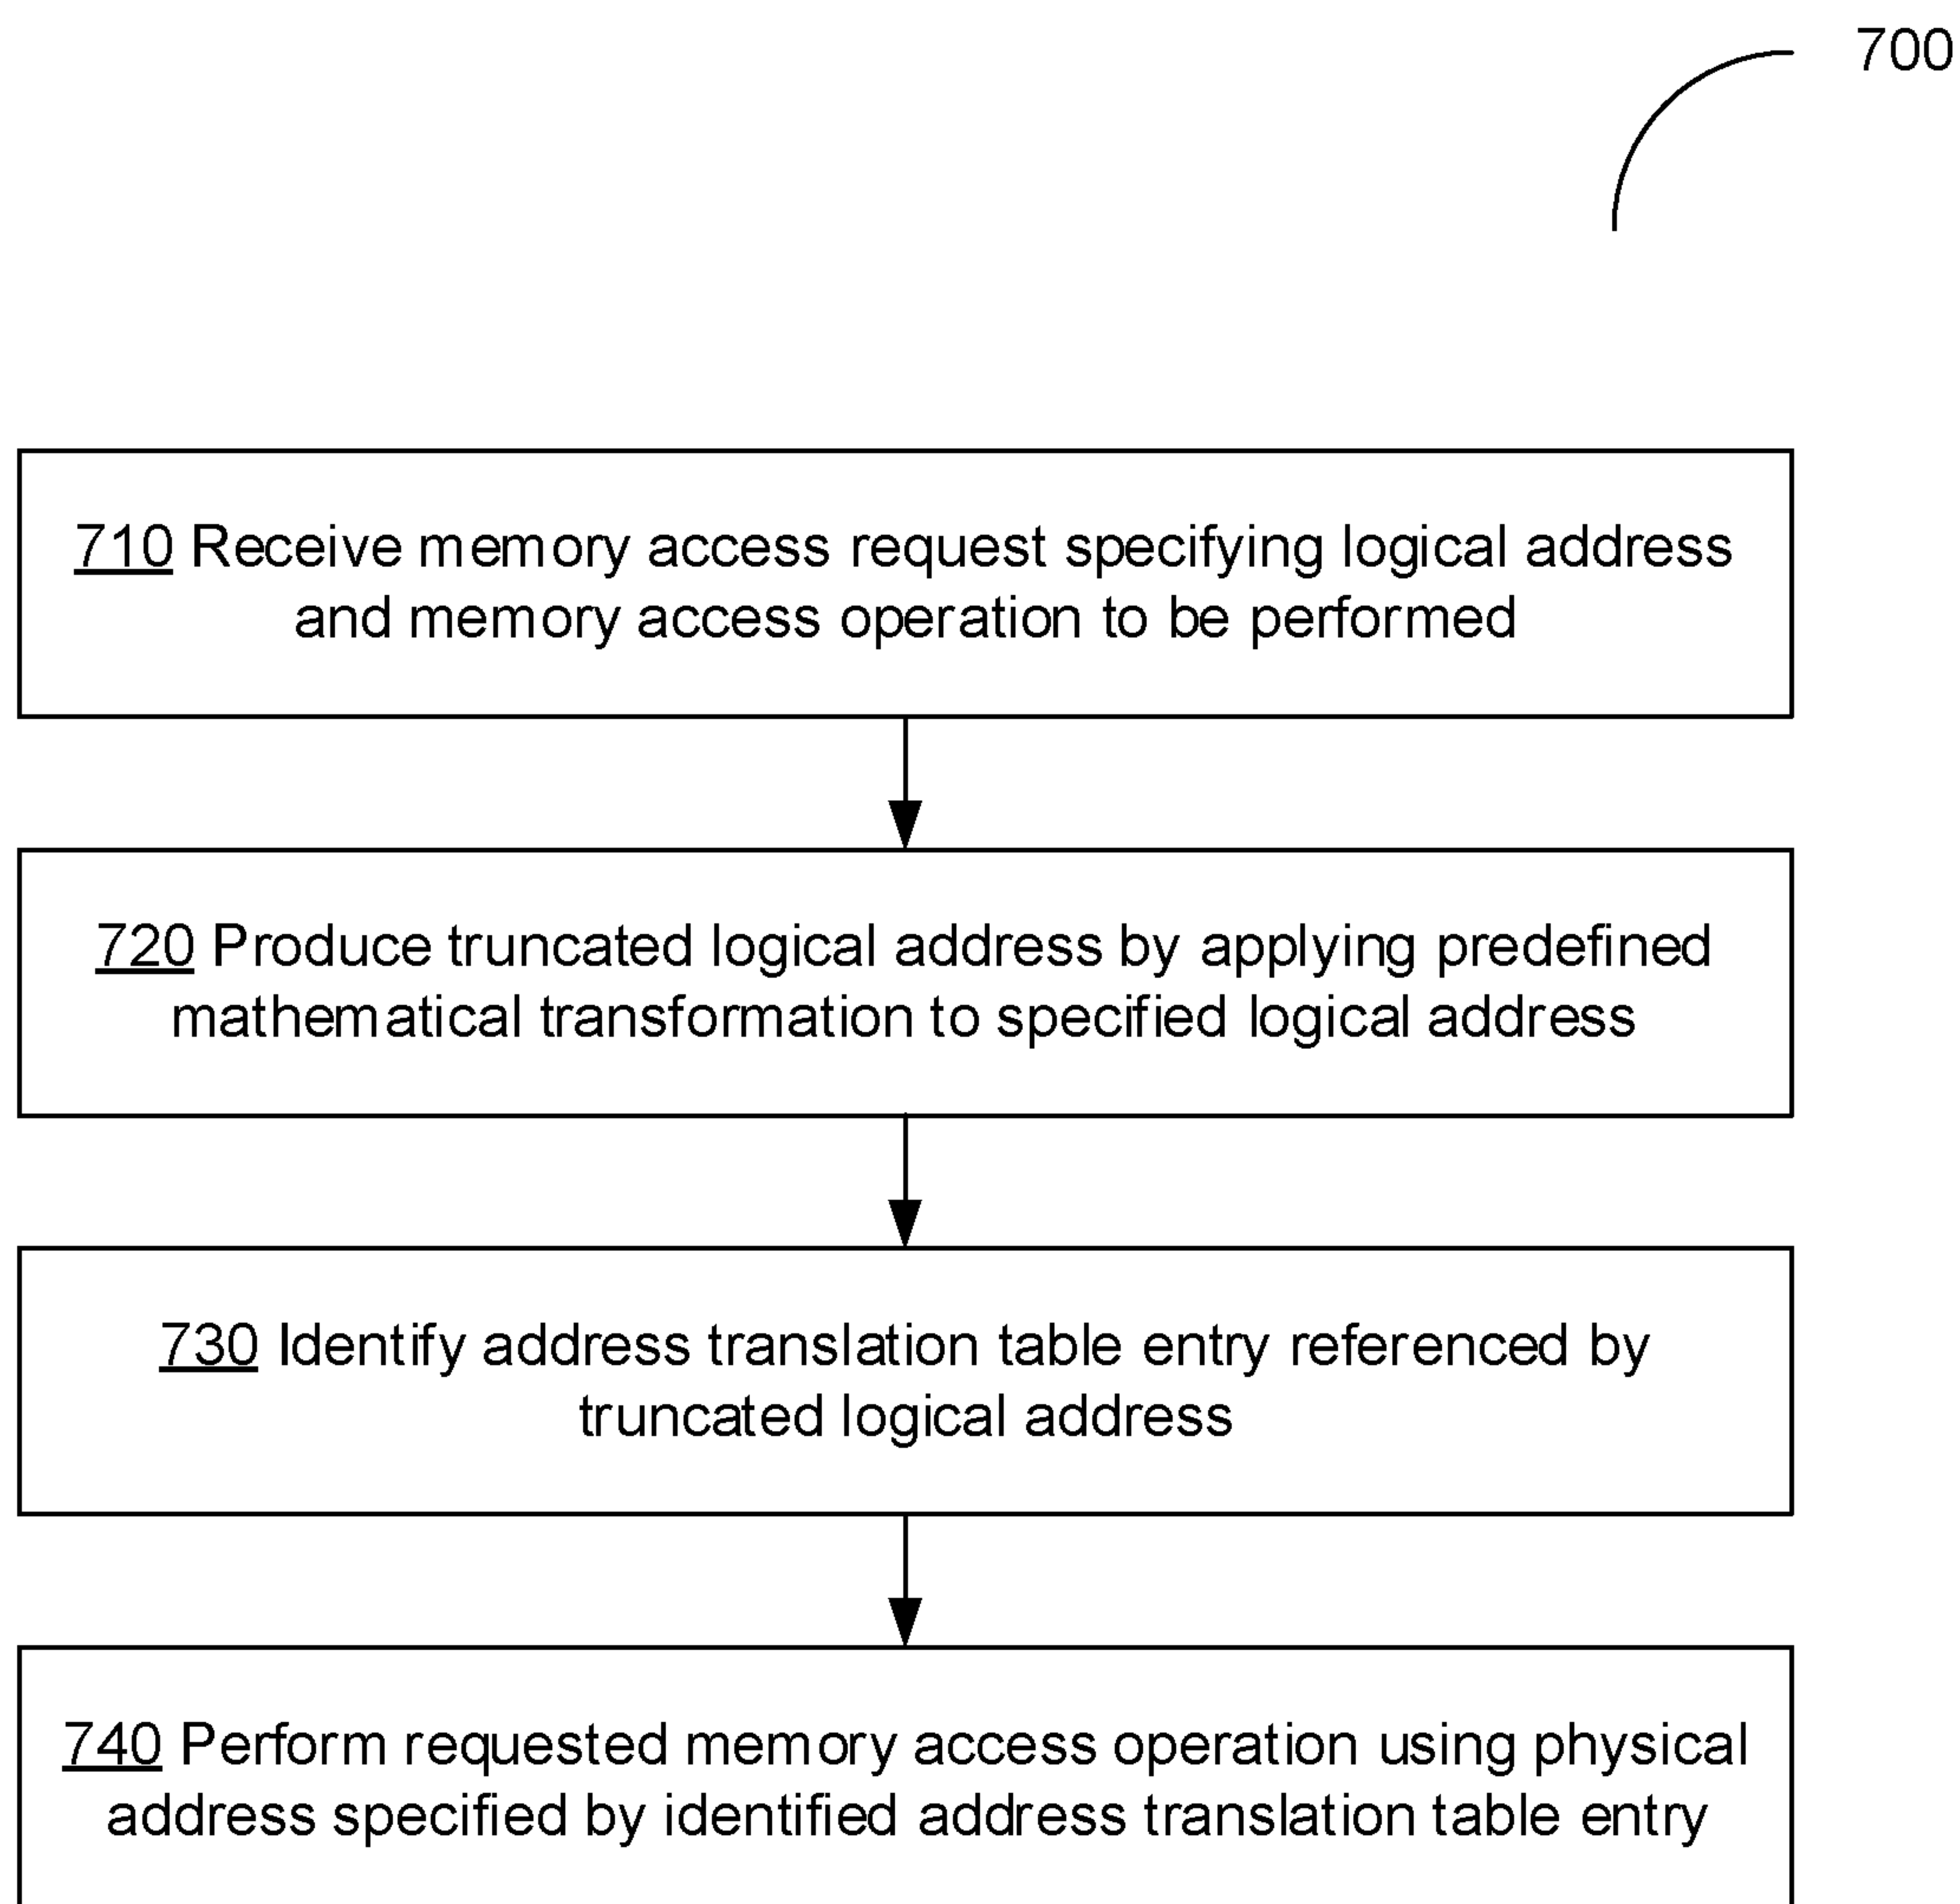 700
710 Receive memory access request specifying logical address
and memory access operation to be performed
720 Produce truncated logical address by applying predefined
mathematical transformation to specified logical address
730 Identify address translation table entry referenced by
truncated logical address
740 Perform requested memory access operation using physical
address specified by identified address translation table entry